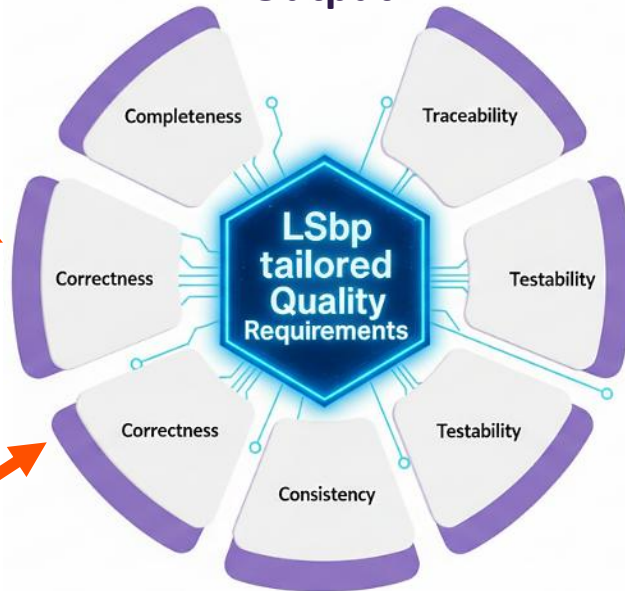 Completeness
Traceability
Correctness
LSbp
tailored
Quality
Requirements
Testability
Correctness
Testability
Consistency